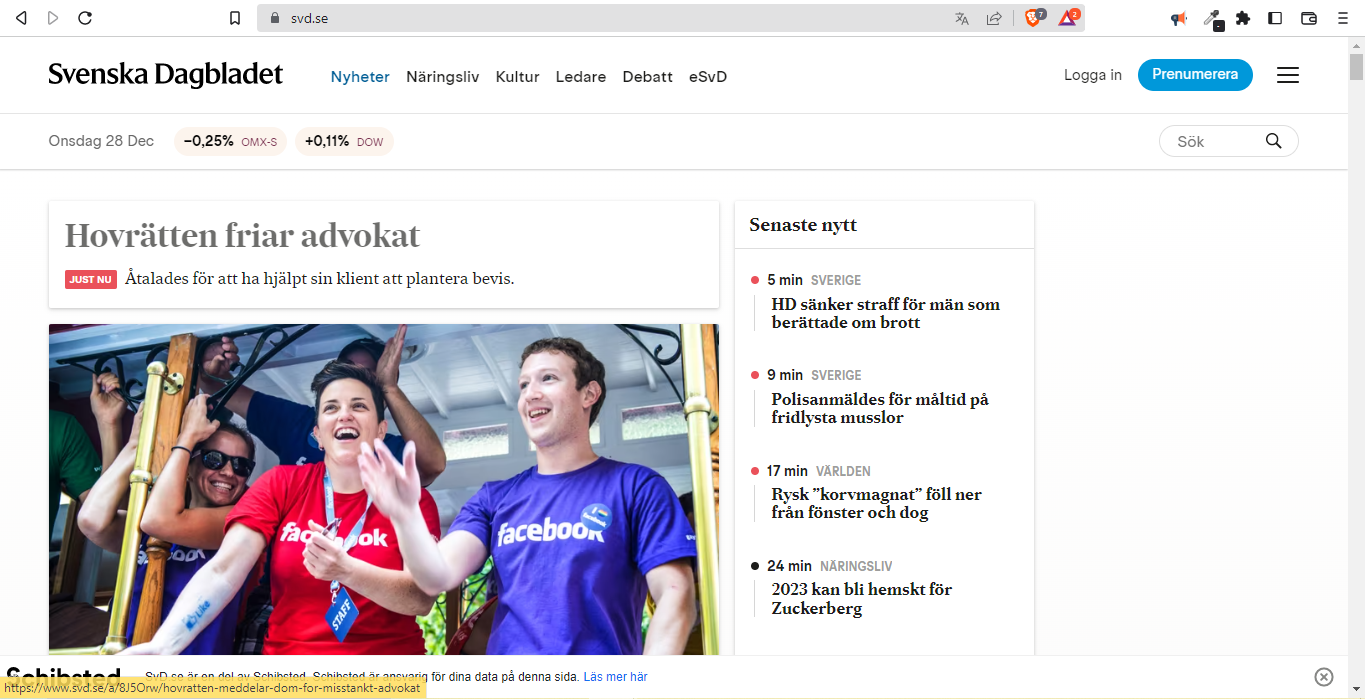 svd.se
7
2
Svenska Dagbladet
Nyheter Näringsliv Kultur Ledare Debatt eSvD
Logga in
Prenumerera
Onsdag 28 Dec
−0,25% OMX-S
+0,11% DOW
Sök
Hovrätten friar advokat
JUST NU Åtalades för att ha hjälpt sin klient att plantera bevis.
facebook
facebook
Like
STAFF
Senaste nytt
5 min SVERIGE
HD sänker straff för män som
berättade om brott
9 min SVERIGE
Polisanmäldes för måltid på
fridlysta musslor
17 min VÄRLDEN
Rysk ”korvmagnat” föll ner
från fönster och dog
24 min NÄRINGSLIV
2023 kan bli hemskt för
Zuckerberg
Schibsted
SvD.se är en del av Schibsted. Schibsted är ansvarig för dina data på denna sida. Läs mer här
https://www.svd.se/a/8J5Orw/hovratten-meddelar-dom-for-misstankt-advokat